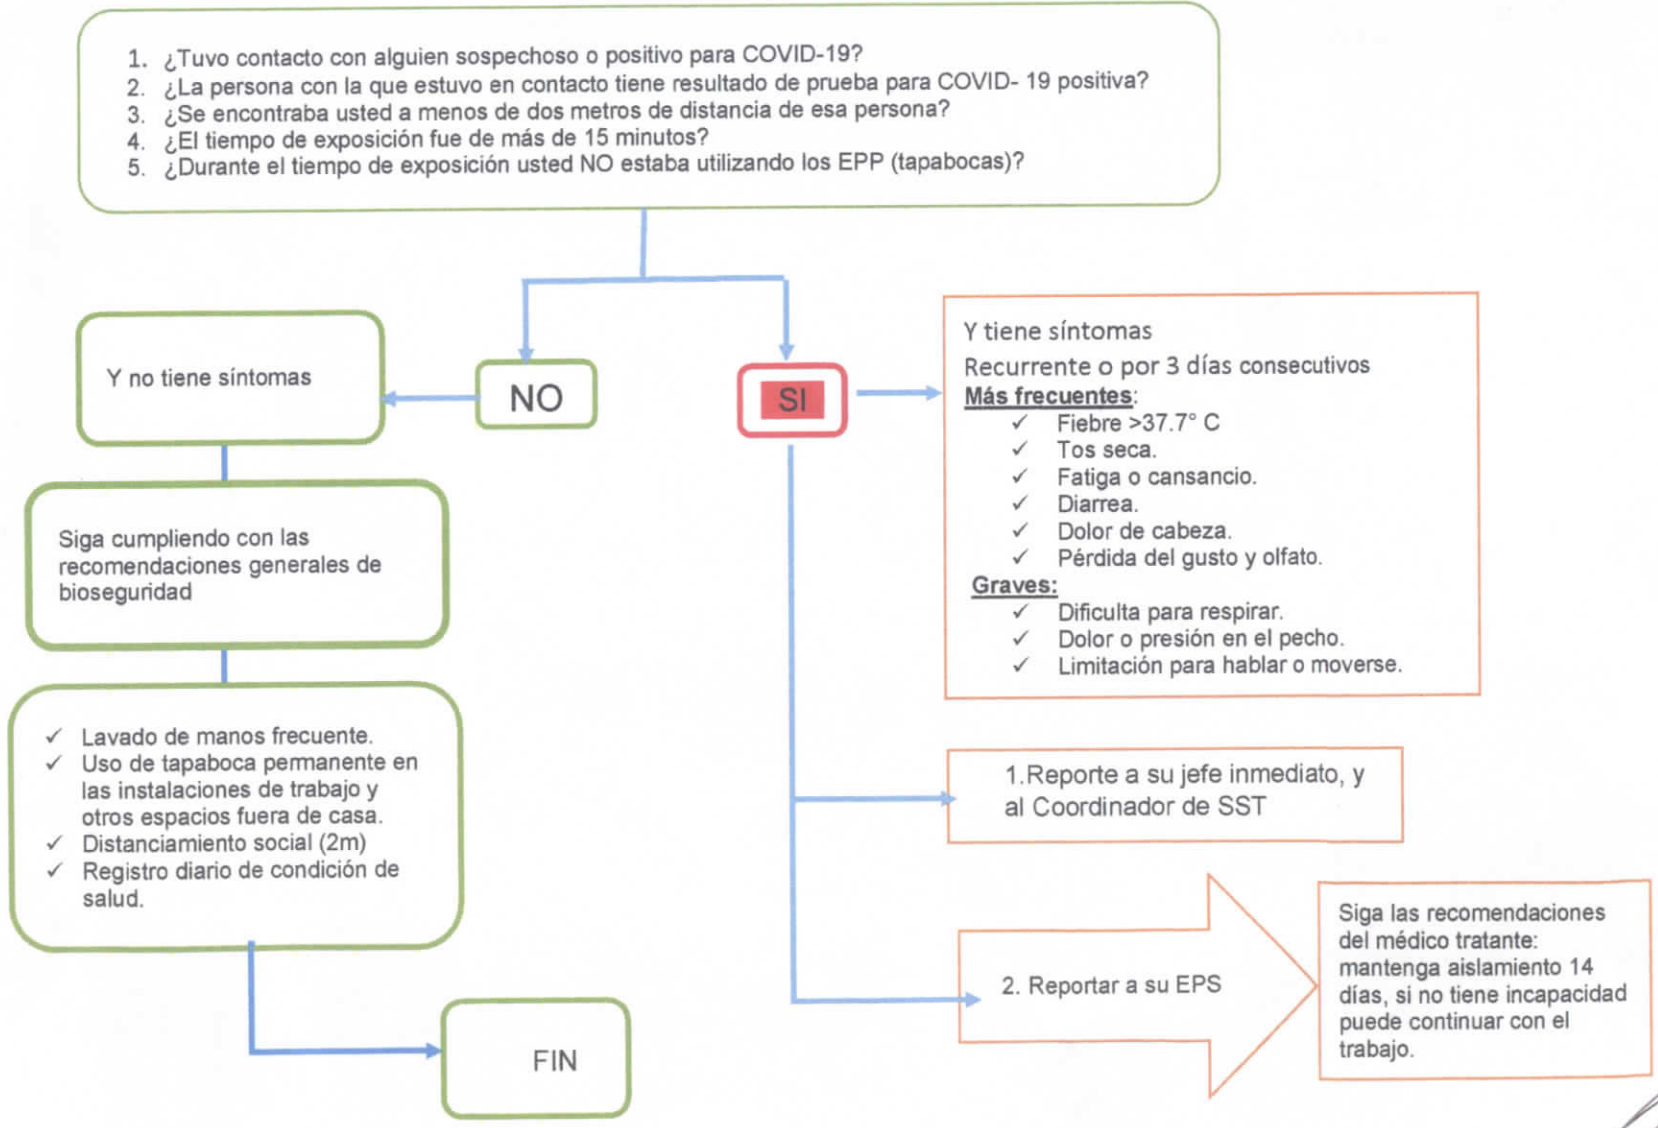 1. ¿Tuvo contacto con alguien sospechoso o positivo para COVID-19?
2. ¿La persona con la que estuvo en contacto tiene resultado de prueba para COVID- 19 positiva?
3. ¿Se encontraba usted a menos de dos metros de distancia de esa persona?
4. ¿El tiempo de exposición fue de más de 15 minutos?
5. ¿Durante el tiempo de exposición usted NO estaba utilizando los EPP (tapabocas)?
Y no tiene síntomas
NO
SI
Y tiene síntomas
Recurrente o por 3 días consecutivos
Más frecuentes:
✓ Fiebre >37.7° C
✓ Tos seca.
✓ Fatiga o cansancio.
✓ Diarrea.
✓ Dolor de cabeza.
✓ Pérdida del gusto y olfato.
Graves:
✓ Dificulta para respirar.
✓ Dolor o presión en el pecho.
✓ Limitación para hablar o moverse.
Siga cumpliendo con las
recomendaciones generales de
bioseguridad
✓ Lavado de manos frecuente.
✓ Uso de tapaboca permanente en
las instalaciones de trabajo y
otros espacios fuera de casa.
✓ Distanciamiento social (2m)
✓ Registro diario de condición de
salud.
FIN
1.Reporte a su jefe inmediato, y
al Coordinador de SST
2. Reportar a su EPS
Siga las recomendaciones
del médico tratante:
mantenga aislamiento 14
días, si no tiene incapacidad
puede continuar con el
trabajo.